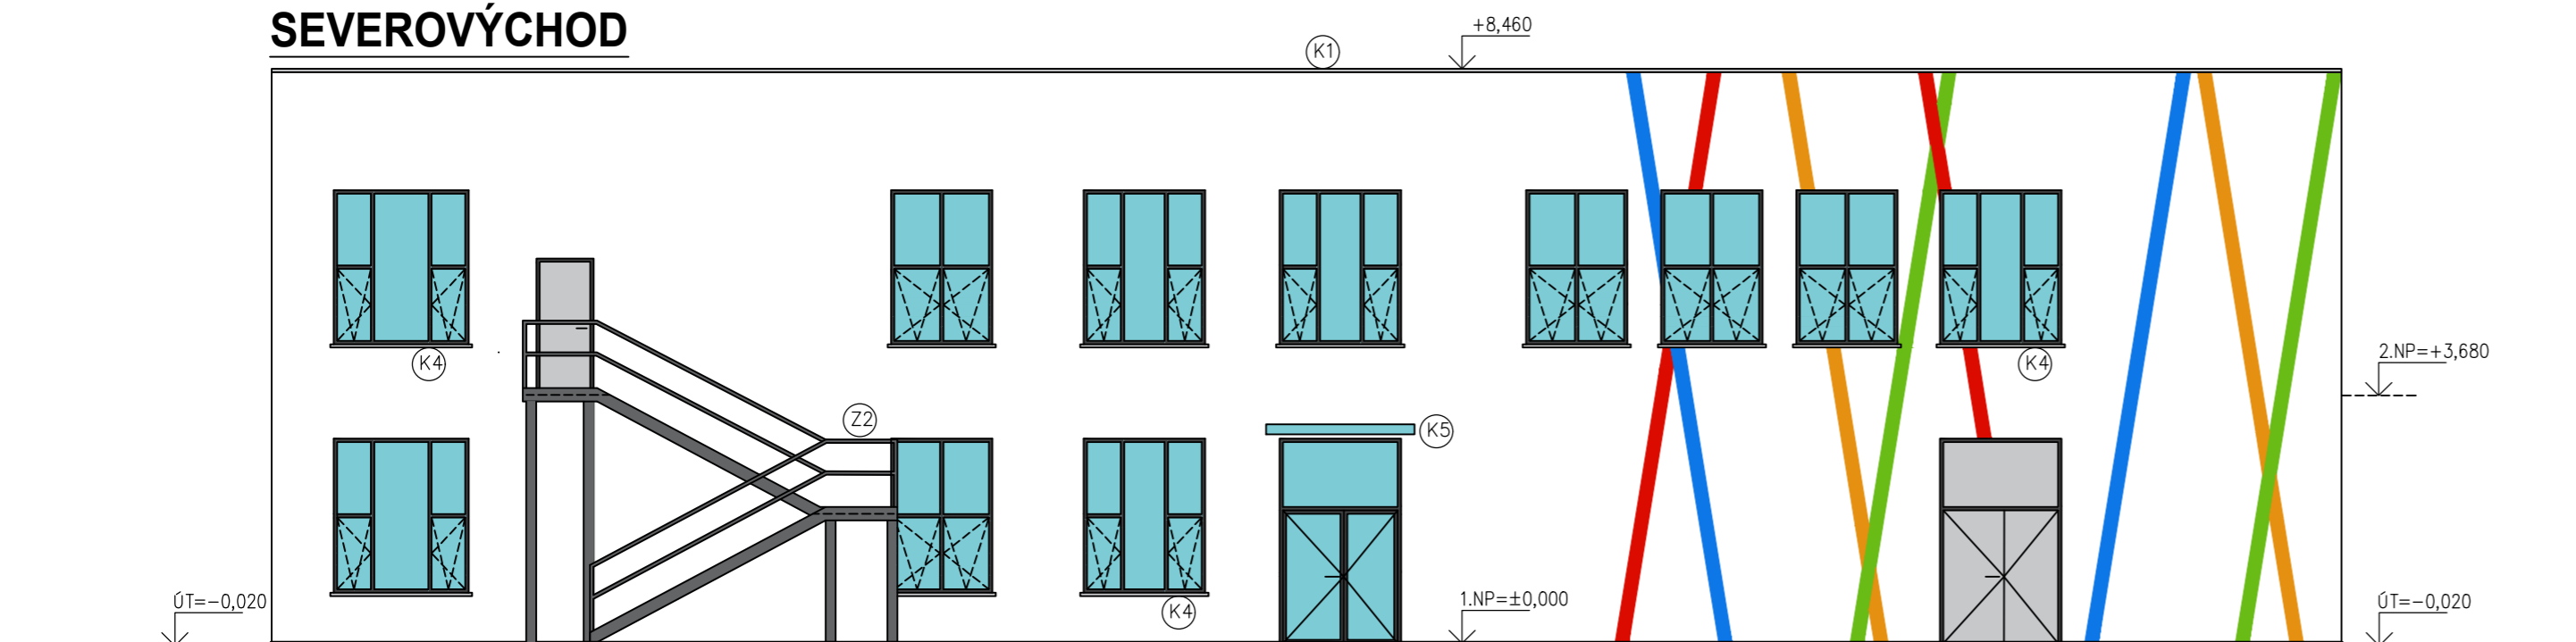 SEVEROVÝCHOD
+8,460
K1
K4
K4
2.NP=+3,680
Z2
K5
ÚT=−0,020
K4
1.NP=±0,000
ÚT=−0,020